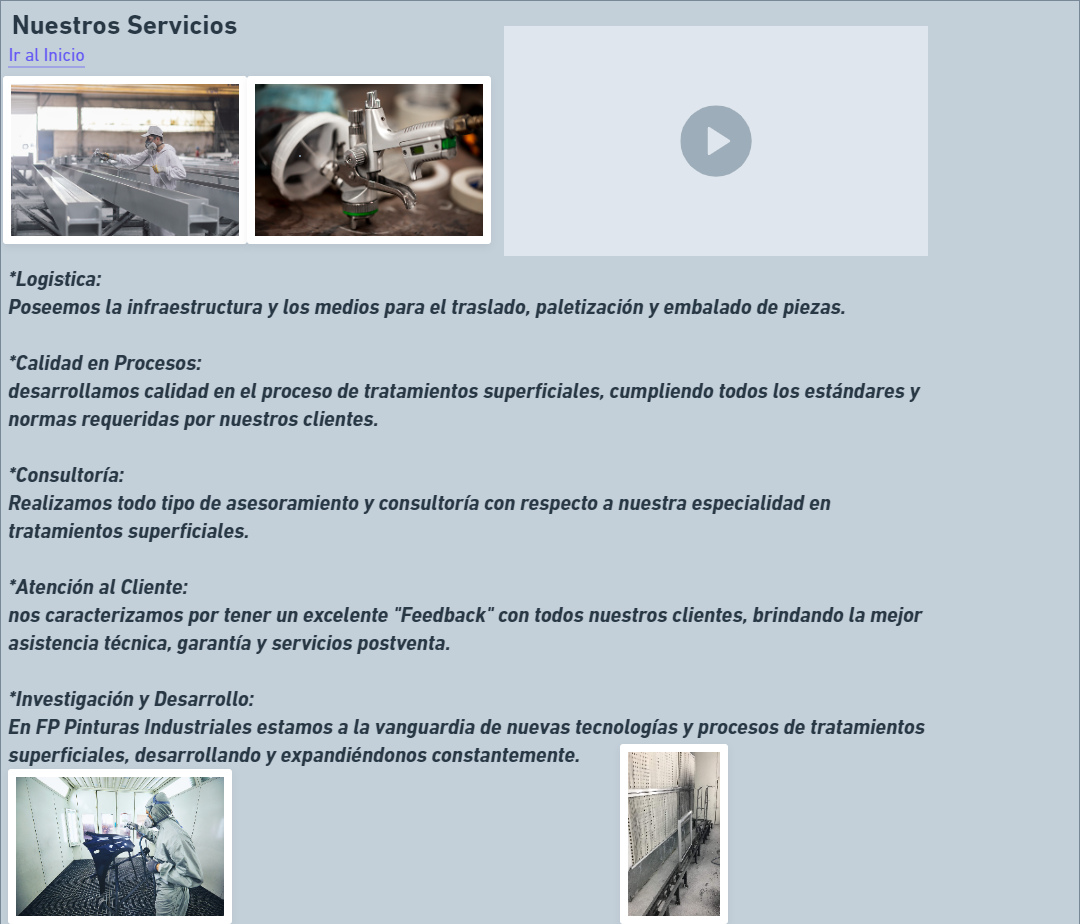 Nuestros Servicios
Ir al Inicio
*Logistica:
Poseemos la infraestructura y los medios para el traslado, paletización y embalado de piezas.
*Calidad en Procesos:
desarrollamos calidad en el proceso de tratamientos superficiales, cumpliendo todos los estándares y
normas requeridas por nuestros clientes.
*Consultoría:
Realizamos todo tipo de asesoramiento y consultoría con respecto a nuestra especialidad en
tratamientos superficiales.
*Atención al Cliente:
nos caracterizamos por tener un excelente "Feedback" con todos nuestros clientes, brindando la mejor
asistencia técnica, garantía y servicios postventa.
*Investigación y Desarrollo:
En FP Pinturas Industriales estamos a la vanguardia de nuevas tecnologías y procesos de tratamientos
superficiales, desarrollando y expandiéndonos constantemente.